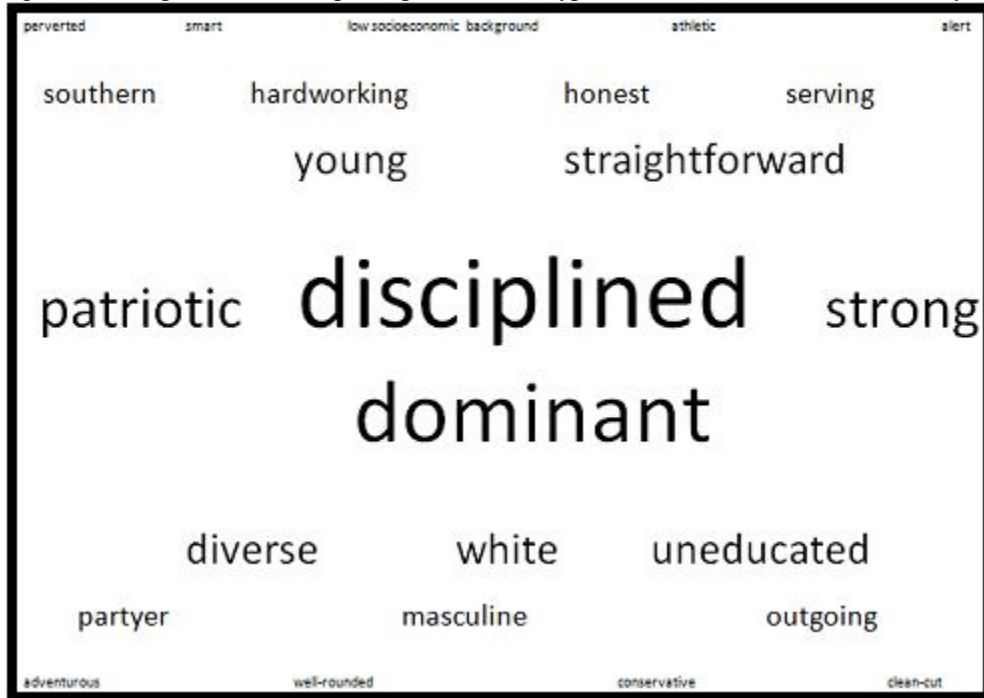 perverted smart low socioeconomic background athletic alert
southern hardworking honest serving
young straightforward
patriotic disciplined strong
dominant
diverse white uneducated
partyer masculine outgoing
adventurous well-rounded conservative clean-cut